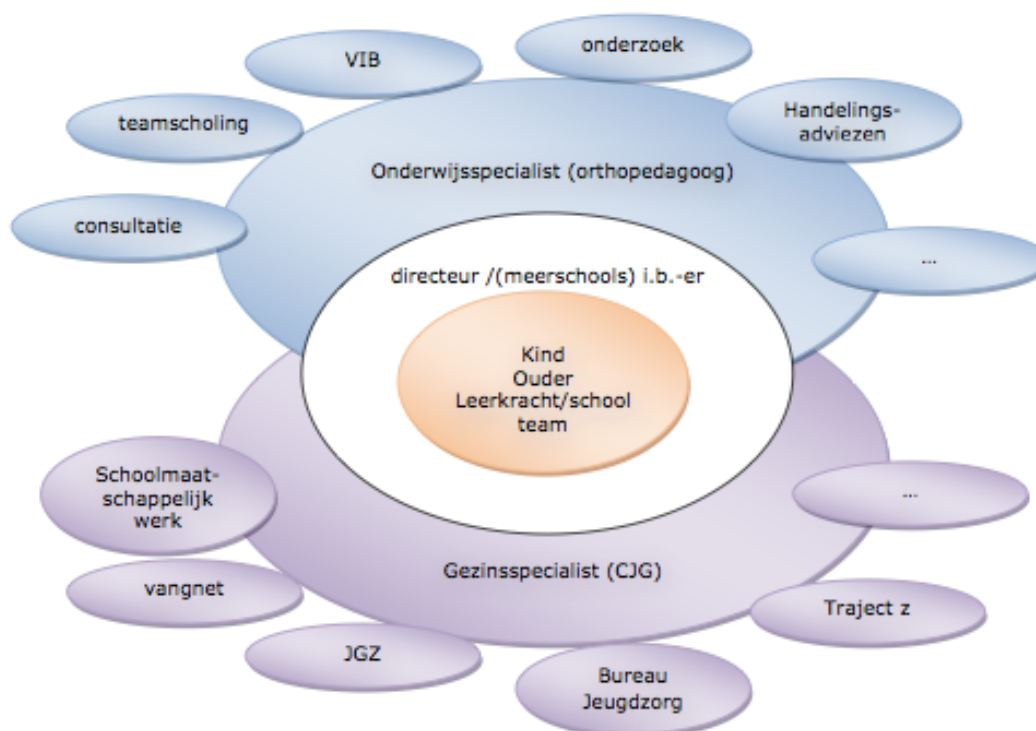 onderzoek
VIB
Handelings-
adviezen
teamscholing
Onderwijsspecialist (orthopedagoog)
consultatie
...
directeur /(meerschools) i.b.-er
Kind
Ouder
Leerkracht/school
team
Schoolmaat-
schappelijk
werk
...
Gezinsspecialist (CJG)
vangnet
Traject z
JGZ
Bureau
Jeugdzorg